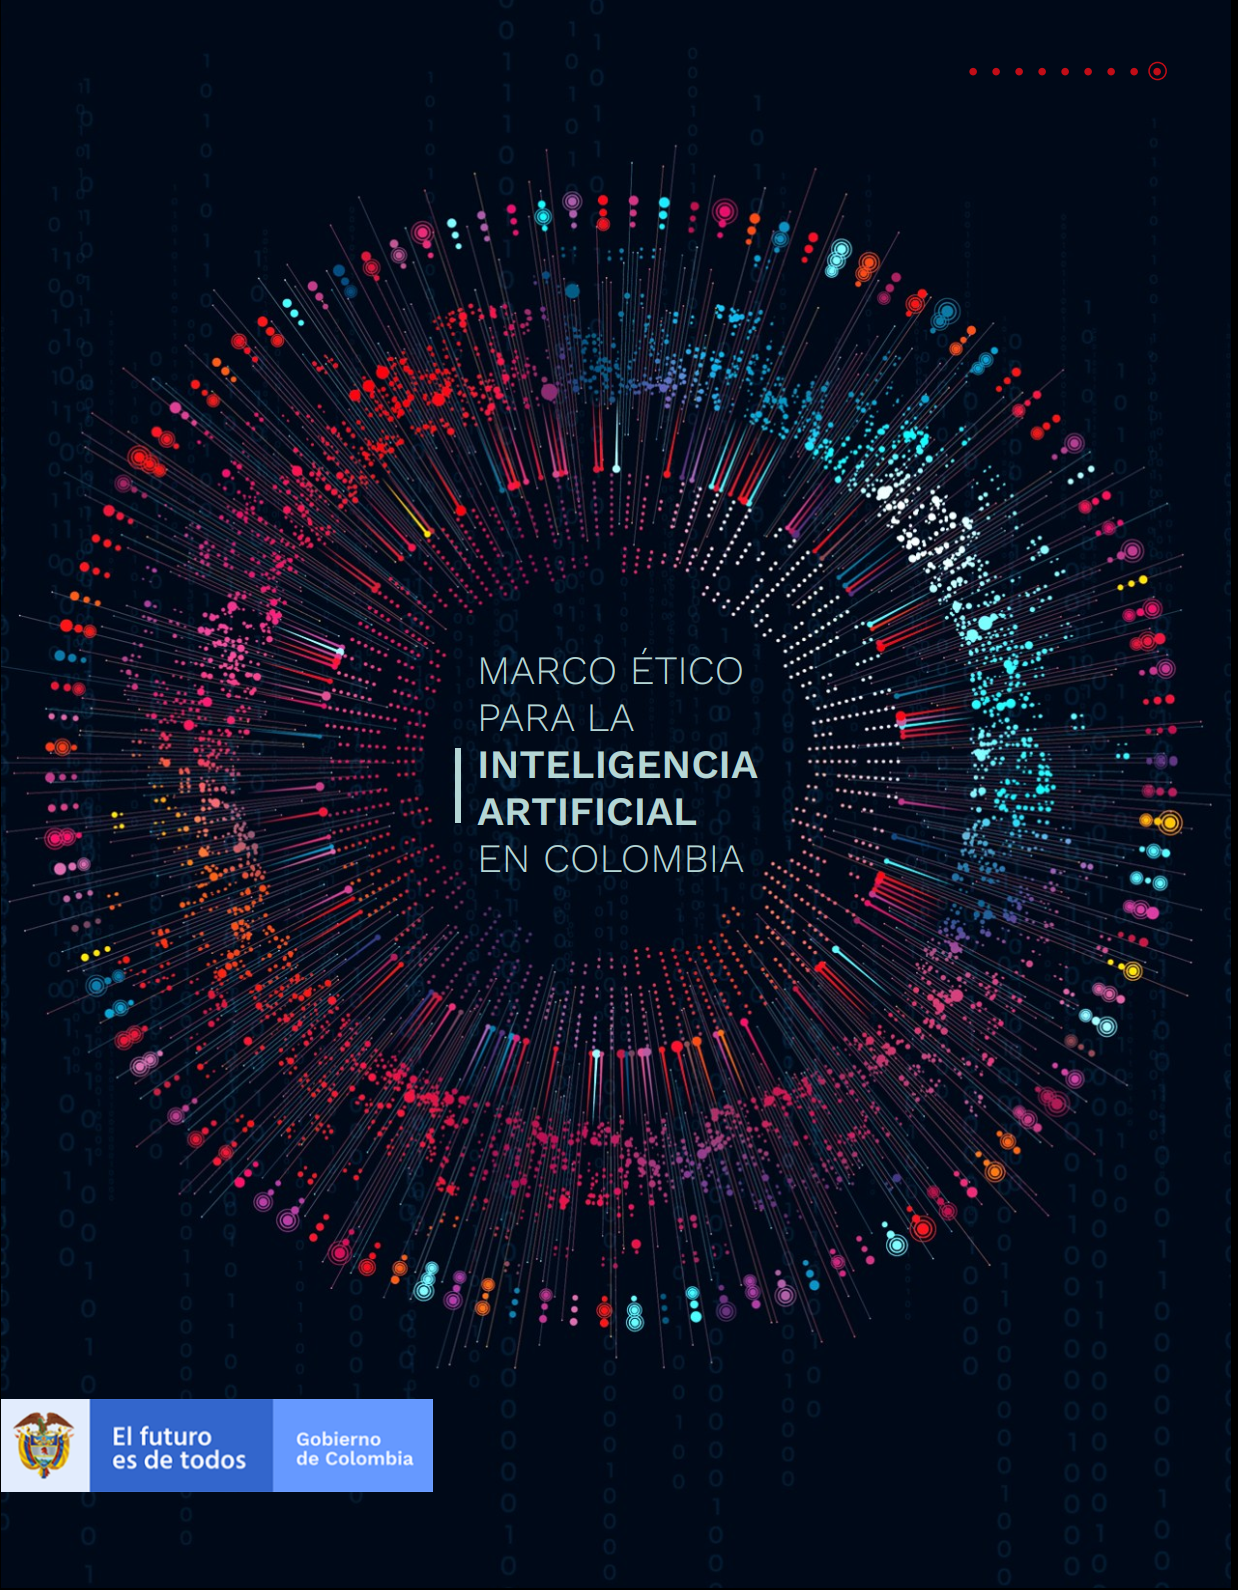 MARCO ÉTICO
PARA LA
INTELIGENCIA
ARTIFICIAL
EN COLOMBIA
El futuro
es de todos
Gobierno
de Colombia